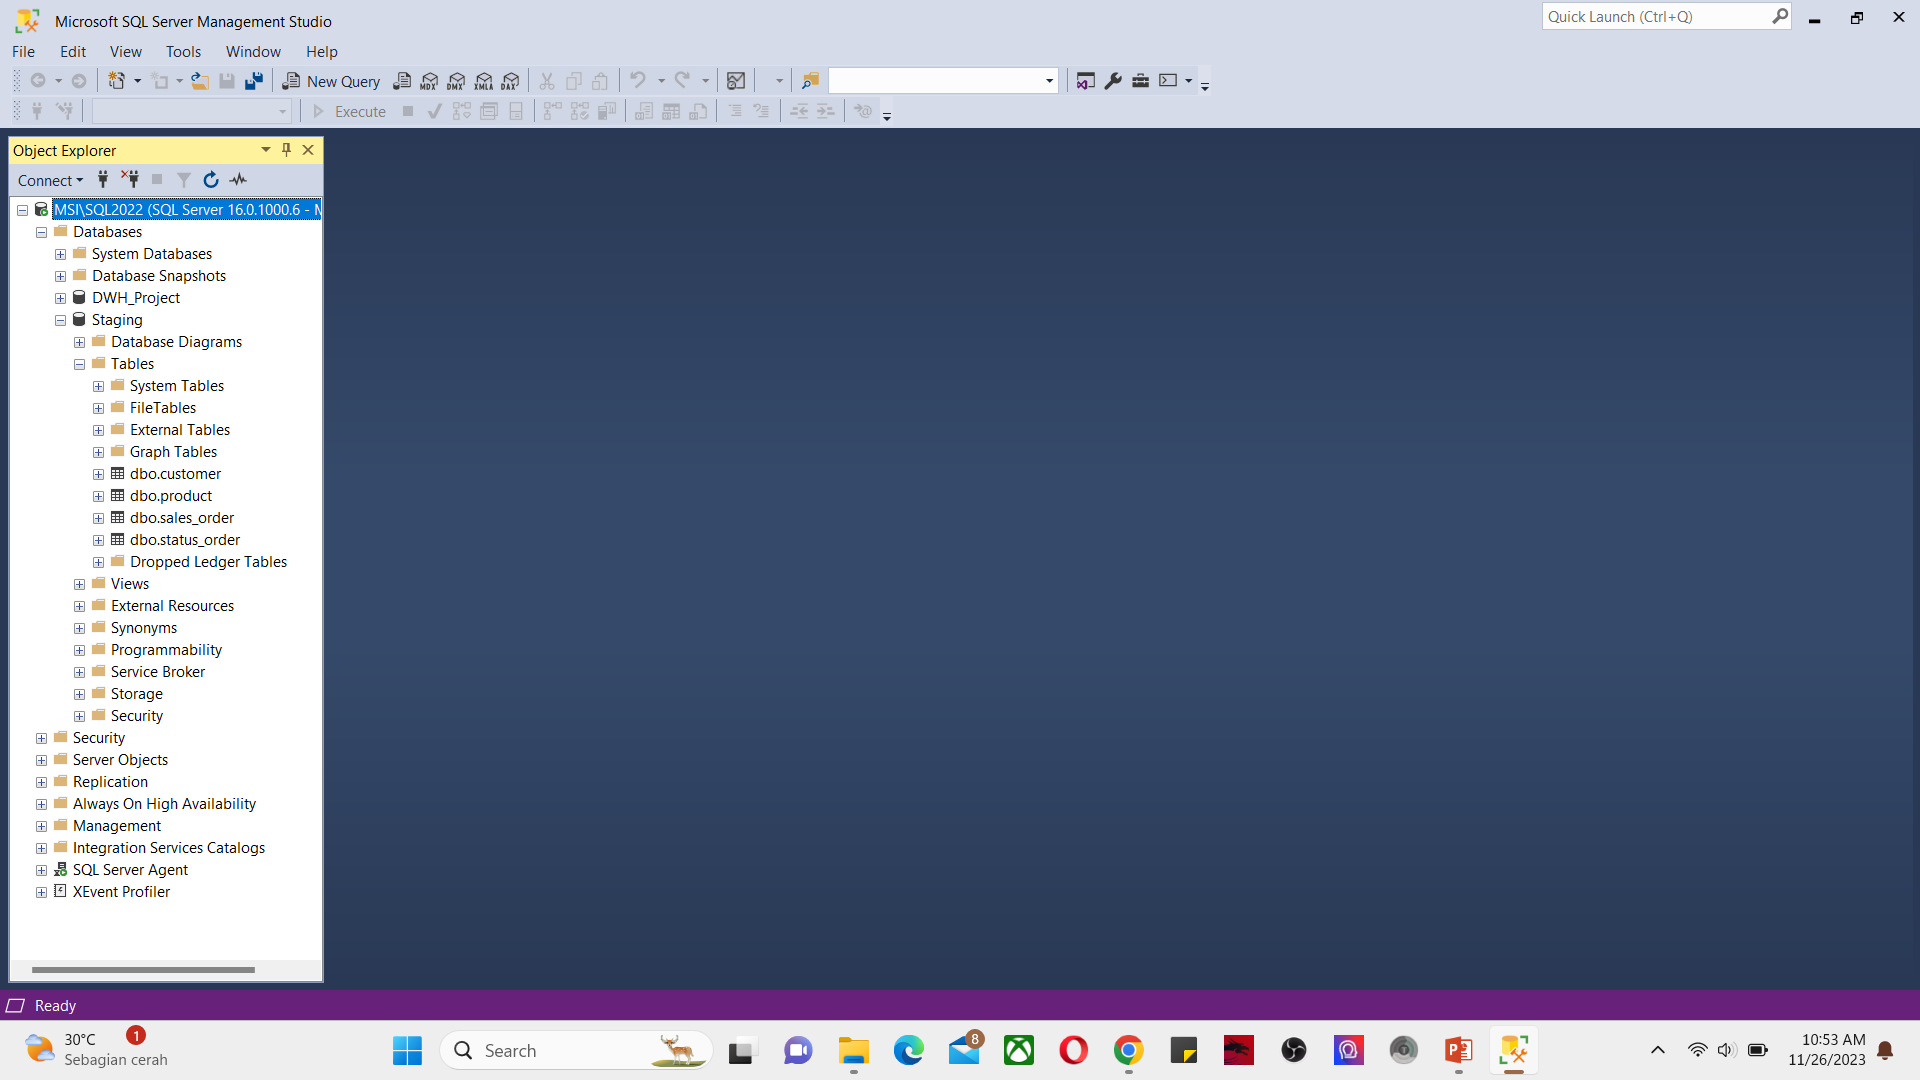 Microsoft SQL Server Management Studio
Quick Launch (Ctrl+Q)
File Edit View Tools Window Help
New Query MDX DMX XMLA DAX
Execute
Object Explorer
Connect
MSI\SQL2022 (SQL Server 16.0.1000.6 - M
Databases
System Databases
Database Snapshots
DWH_Project
Staging
Database Diagrams
Tables
System Tables
FileTables
External Tables
Graph Tables
dbo.customer
dbo.product
dbo.sales_order
dbo.status_order
Dropped Ledger Tables
Views
External Resources
Synonyms
Programmability
Service Broker
Storage
Security
Security
Server Objects
Replication
Always On High Availability
Management
Integration Services Catalogs
SQL Server Agent
XEvent Profiler
Ready
30°C
1
Sebagian cerah
Search
8
10:53 AM
11/26/2023